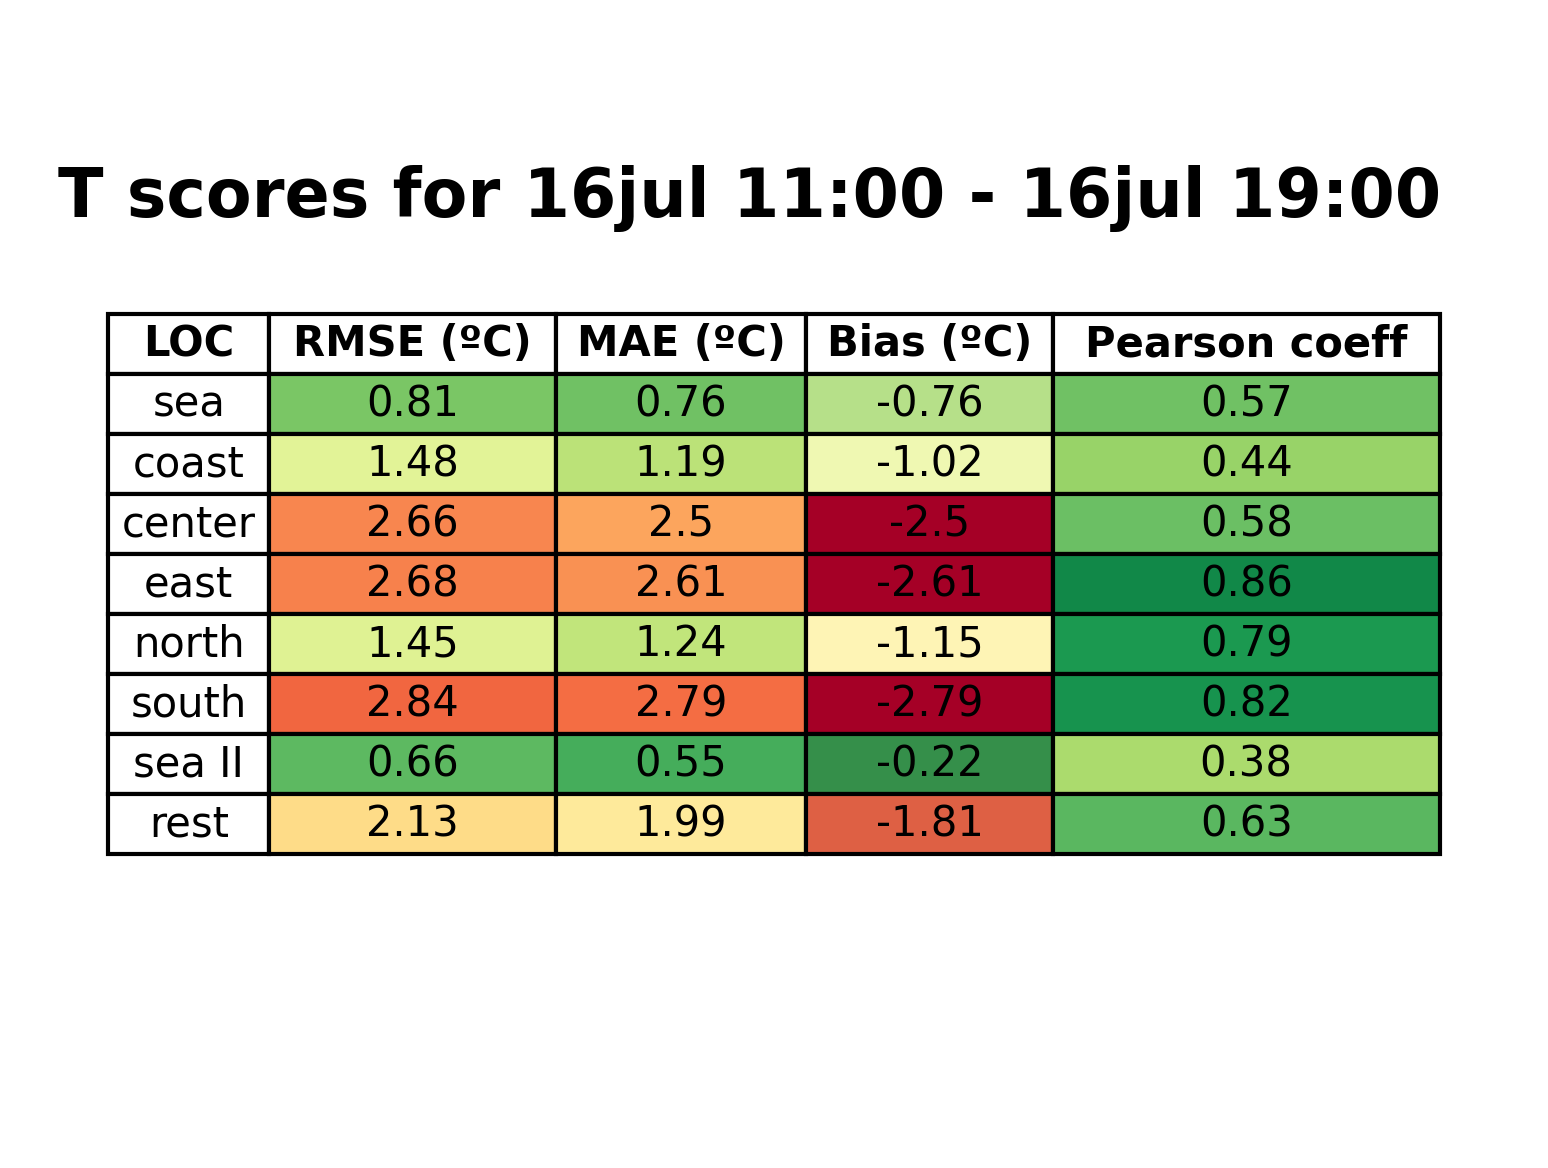 T scores for 16jul 11:00 - 16jul 19:00
LOC RMSE (ºC) MAE (ºC) Bias (ºC) Pearson coeff
sea 0.81 0.76 -0.76 0.57
coast 1.48 1.19 -1.02 0.44
center 2.66 2.5 -2.5 0.58
east 2.68 2.61 -2.61 0.86
north 1.45 1.24 -1.15 0.79
south 2.84 2.79 -2.79 0.82
sea II 0.66 0.55 -0.22 0.38
rest 2.13 1.99 -1.81 0.63